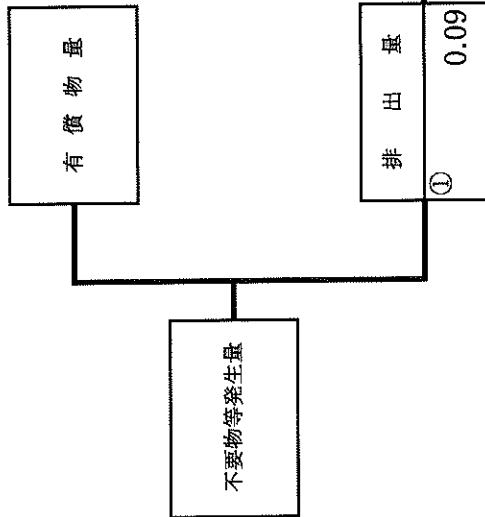 不要物等発生量
有償物量
排出量
①
0.09